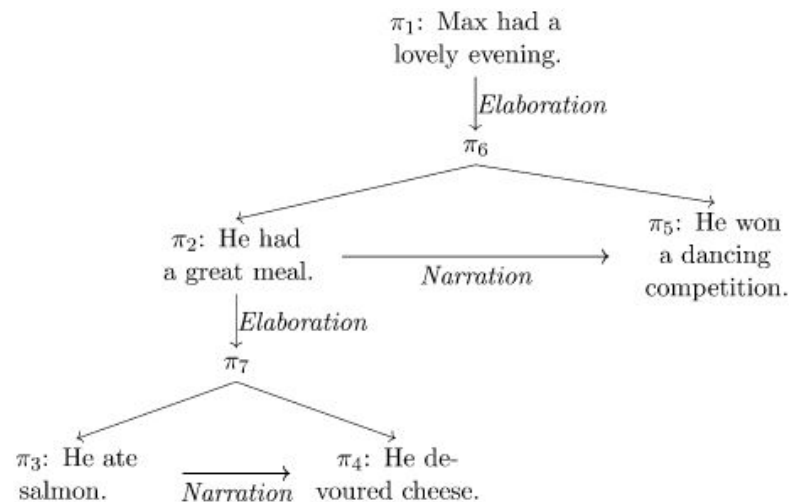 π₁: Max had a
lovely evening.
Elaboration
π₆
π₂: He had
a great meal.
Narration
π₅: He won
a dancing
competition.
Elaboration
π₇
π₃: He ate
salmon.
Narration
π₄: He de-
voured cheese.